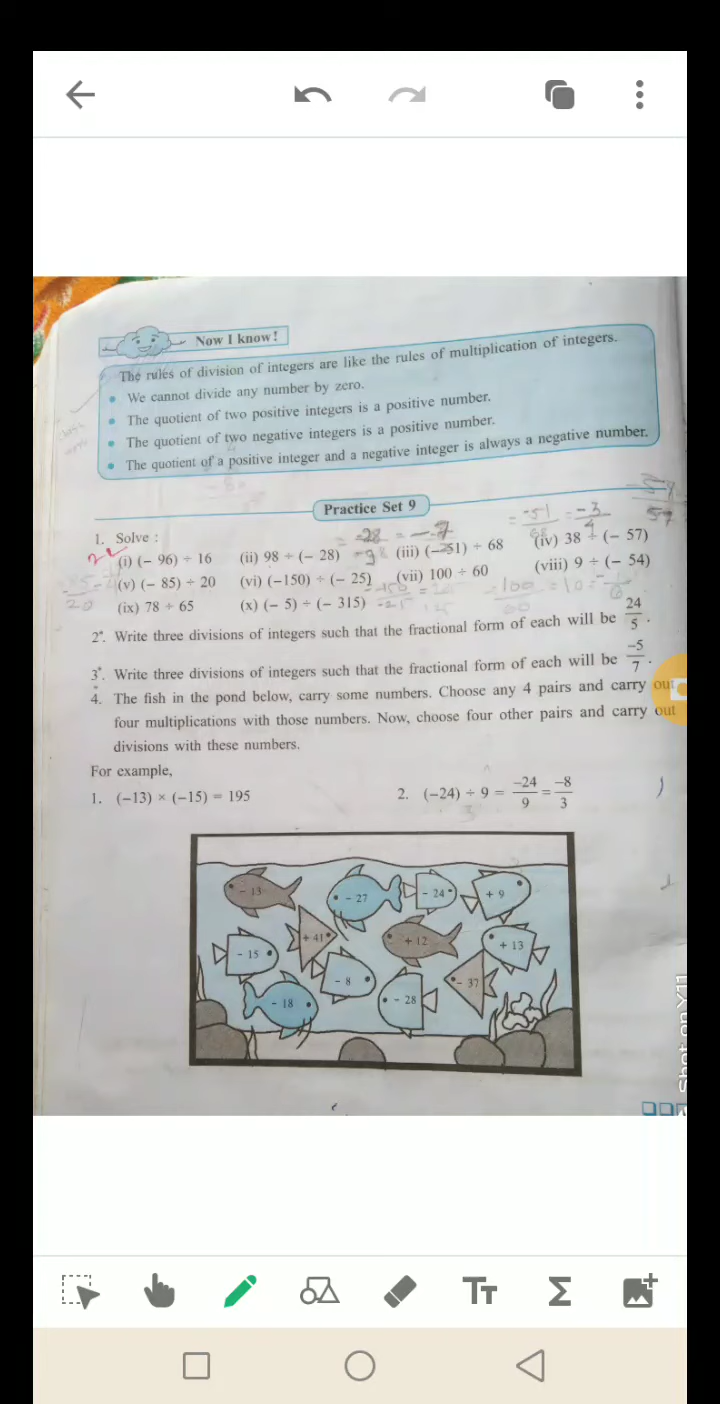 Now I know!
The rules of division of integers are like the rules of multiplication of integers.
• We cannot divide any number by zero.
• The quotient of two positive integers is a positive number.
• The quotient of two negative integers is a positive number.
• The quotient of a positive integer and a negative integer is always a negative number.
Practice Set 9
1. Solve :
(i) (– 96) ÷ 16 (ii) 98 ÷ (– 28) (iii) (– 51) ÷ 68 (iv) 38 ÷ (– 57)
(v) (– 85) ÷ 20 (vi) (–150) ÷ (– 25) (vii) 100 ÷ 60 (viii) 9 ÷ (– 54)
(ix) 78 ÷ 65 (x) (– 5) ÷ (– 315)
2*. Write three divisions of integers such that the fractional form of each will be 24/5.
3*. Write three divisions of integers such that the fractional form of each will be –5/7.
4. The fish in the pond below, carry some numbers. Choose any 4 pairs and carry out
four multiplications with those numbers. Now, choose four other pairs and carry out
divisions with these numbers.
For example,
1. (–13) × (–15) = 195 2. (–24) ÷ 9 = –24/9 = –8/3
– 13 – 27 – 24 + 9
– 15 + 41 + 12 + 13
– 18 – 8 – 28 – 37
Shot on Y11
Tт
Σ